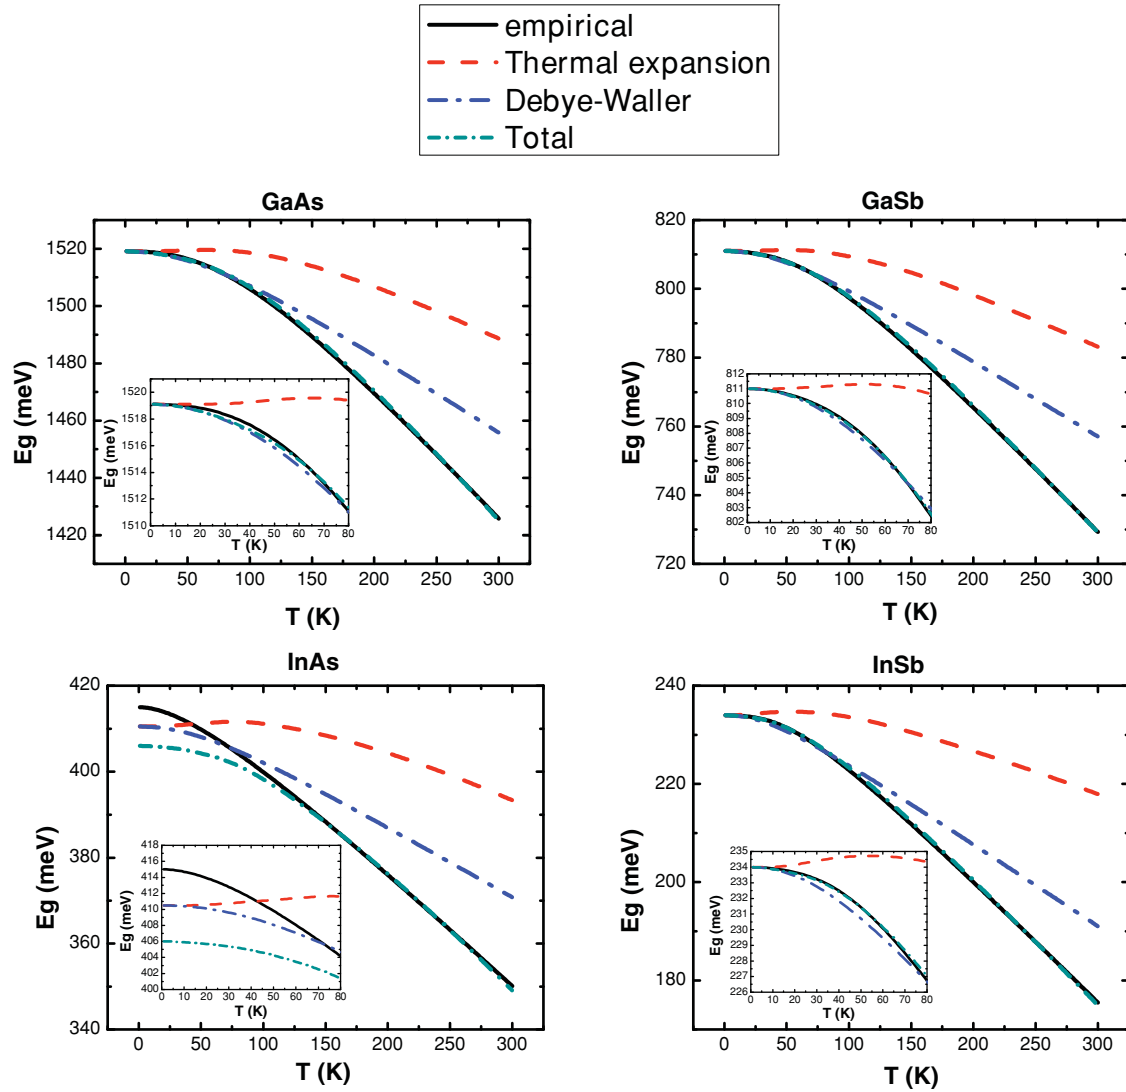 empirical
Thermal expansion
Debye-Waller
Total
GaAs
1520
1500
1480
1460
1440
1420
Eg (meV)
0 50 100 150 200 250 300
T (K)
1520
1518
1516
1514
1512
1510
Eg (meV)
0 10 20 30 40 50 60 70 80
T (K)
GaSb
820
800
780
760
740
720
Eg (meV)
0 50 100 150 200 250 300
T (K)
812
811
810
809
808
807
806
805
804
803
802
Eg (meV)
0 10 20 30 40 50 60 70 80
T (K)
InAs
420
400
380
360
340
Eg (meV)
0 50 100 150 200 250 300
T (K)
418
416
414
412
410
408
406
404
402
400
Eg (meV)
0 10 20 30 40 50 60 70 80
T (K)
InSb
240
220
200
180
Eg (meV)
0 50 100 150 200 250 300
T (K)
235
234
233
232
231
230
229
228
227
226
Eg (meV)
0 10 20 30 40 50 60 70 80
T (K)